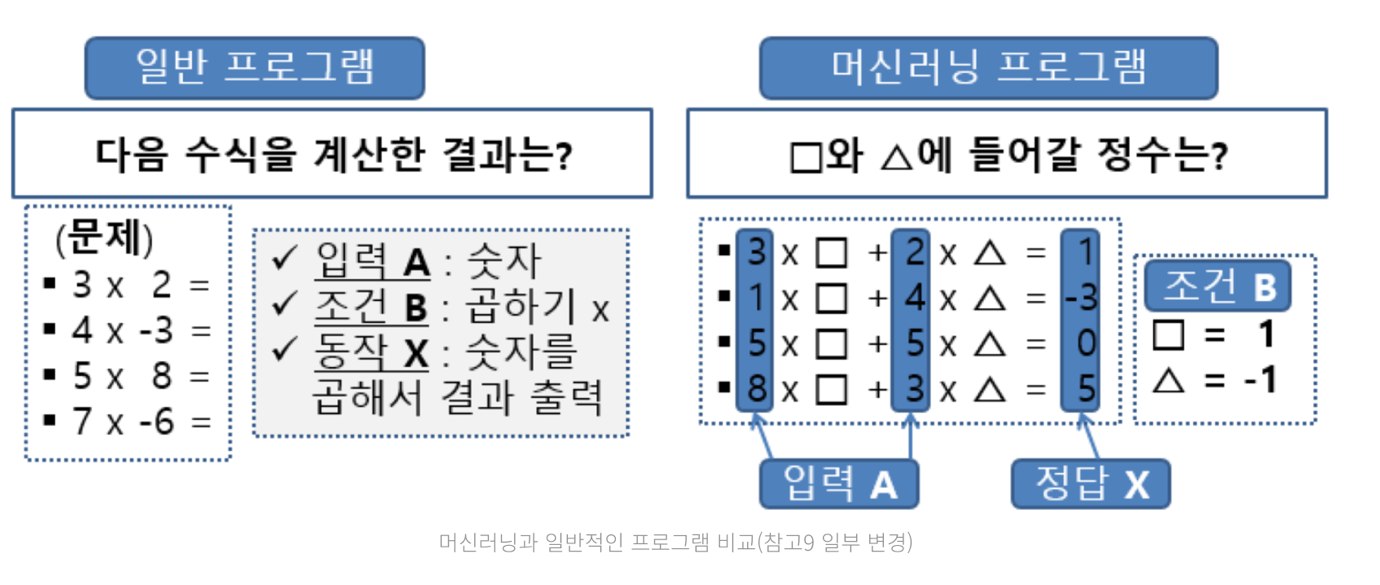 일반 프로그램
다음 수식을 계산한 결과는?
(문제)
▪ 3 x 2 =
▪ 4 x -3 =
▪ 5 x 8 =
▪ 7 x -6 =
✓ 입력 A : 숫자
✓ 조건 B : 곱하기 x
✓ 동작 X : 숫자를
곱해서 결과 출력
머신러닝 프로그램
□와 △에 들어갈 정수는?
▪ 3 x □ + 2 x △ = 1
▪ 1 x □ + 4 x △ = -3
▪ 5 x □ + 5 x △ = 0
▪ 8 x □ + 3 x △ = 5
조건 B
□ = 1
△ = -1
입력 A
정답 X
머신러닝과 일반적인 프로그램 비교(참고9 일부 변경)